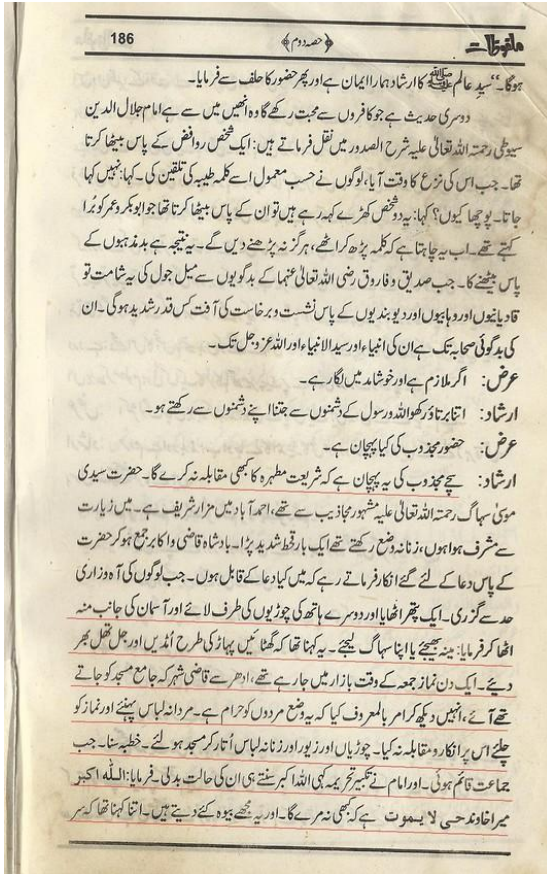 ملفوظات ﴿حصہ دوم﴾ 186
ہوگا۔“ سیدِ عالم ﷺ کا ارشاد ہمارا ایمان ہے اور پھر حضور کا حلف سے فرمایا۔
دوسری حدیث ہے جو کافروں سے محبت رکھے گا وہ انھیں میں سے ہے امام جلال الدین
سیوطی رحمتہ اللہ تعالیٰ علیہ شرح الصدور میں نقل فرماتے ہیں: ایک شخص روافض کے پاس بیٹھا کرتا
تھا۔ جب اس کی نزع کا وقت آیا، لوگوں نے حسب معمول اسے کلمہ طیبہ کی تلقین کی۔ کہا: نہیں کہا
جاتا۔ پوچھا کیوں؟ کہا: یہ دو شخص کھڑے کہہ رہے ہیں تو ان کے پاس بیٹھا کرتا تھا جو ابوبکر و عمر کو بُرا
کہتے تھے۔ اب یہ چاہتا ہے کہ کلمہ پڑھ کر اٹھے، ہرگز نہ پڑھنے دیں گے۔ یہ نتیجہ ہے بدمذہبوں کے
پاس بیٹھنے کا۔ جب صدیق و فاروق رضی اللہ تعالیٰ عنہما کے بدگویوں سے میل جول کی یہ شامت تو
قادیانیوں اور وہابیوں اور دیوبندیوں کے پاس نشست و برخاست کی آفت کس قدر شدید ہوگی۔ ان
کی بدگوئی صحابہ تک ہے ان کی انبیاء اور سید الانبیاء اور اللہ عزوجل تک۔
عرض: اگر ملازم ہے اور خوشامد میں لگا رہے۔
ارشاد: اتنا برتاؤ رکھو اللہ و رسول کے دشمنوں سے جتنا اپنے دشمنوں سے رکھتے ہو۔
عرض: حضور مجذوب کی کیا پہچان ہے۔
ارشاد: سچے مجذوب کی یہ پہچان ہے کہ شریعت مطہرہ کا بھی مقابلہ نہ کرے گا۔ حضرت سیدی
موسیٰ سہاگ رحمتہ اللہ تعالیٰ علیہ مشہور مجاذیب سے تھے، احمد آباد میں مزار شریف ہے۔ میں زیارت
سے مشرف ہوا ہوں، زنانہ وضع رکھتے تھے ایک بار قحط شدید پڑا۔ بادشاہ قاضی و اکابر جمع ہو کر حضرت
کے پاس دعا کے لئے گئے انکار فرماتے رہے کہ میں کیا دعا کے قابل ہوں۔ جب لوگوں کی آہ و زاری
حد سے گزری۔ ایک پتھر اٹھایا اور دوسرے ہاتھ کی چوڑیوں کی طرف لائے اور آسمان کی جانب منہ
اٹھا کر فرمایا: مینہ بھیجئے یا اپنا سہاگ لیجئے۔ یہ کہنا تھا کہ گھٹائیں پہاڑ کی طرح اُمڈیں اور جل تھل بھر
دیئے۔ ایک دن نماز جمعہ کے وقت بازار میں جارہے تھے، ادھر سے قاضی شہر کہ جامع مسجد کو جاتے
تھے آئے، انہیں دیکھ کر امر بالمعروف کیا کہ یہ وضع مردوں کو حرام ہے۔ مردانہ لباس پہنئے اور نماز کو
چلئے اس پر انکار و مقابلہ نہ کیا۔ چوڑیاں اور زیور اور زنانہ لباس اُتار کر مسجد ہولئے۔ خطبہ سنا۔ جب
جماعت قائم ہوئی۔ اور امام نے تکبیر تحریمہ کہی اللہ اکبر سنتے ہی ان کی حالت بدلی۔ فرمایا: اللہ اکبر
میرا خاوند حی لا یموت ہے کہ کبھی نہ مرے گا۔ اور یہ مجھے بیوہ کئے دیتے ہیں۔ اتنا کہنا تھا کہ سر